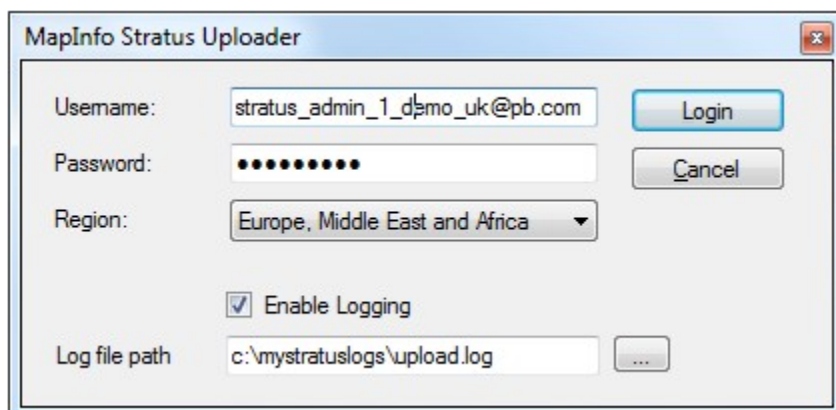 MapInfo Stratus Uploader
Username: stratus_admin_1_demo_uk@pb.com Login
Password: ●●●●●●●●● Cancel
Region: Europe, Middle East and Africa
Enable Logging
Log file path c:\mystratuslogs\upload.log ...